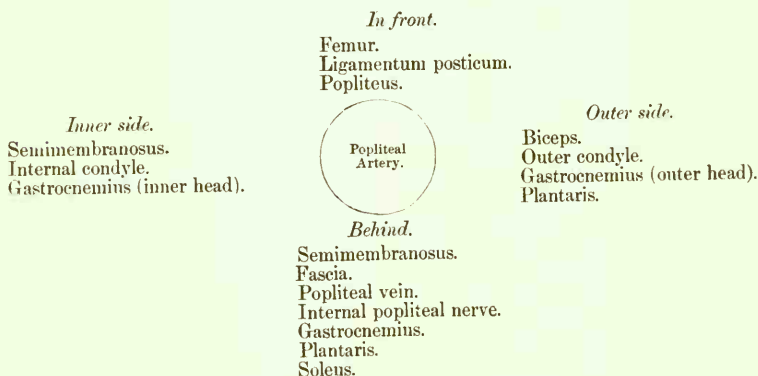 In front.
Femur.
Ligamentum posticum.
Popliteus.
Inner side.
Semimembranosus.
Internal condyle.
Gastrocnemius (inner head).
Popliteal
Artery.
Outer side.
Biceps.
Outer condyle.
Gastrocnemius (outer head).
Plantaris.
Behind.
Semimembranosus.
Fascia.
Popliteal vein.
Internal popliteal nerve.
Gastrocnemius.
Plantaris.
Soleus.